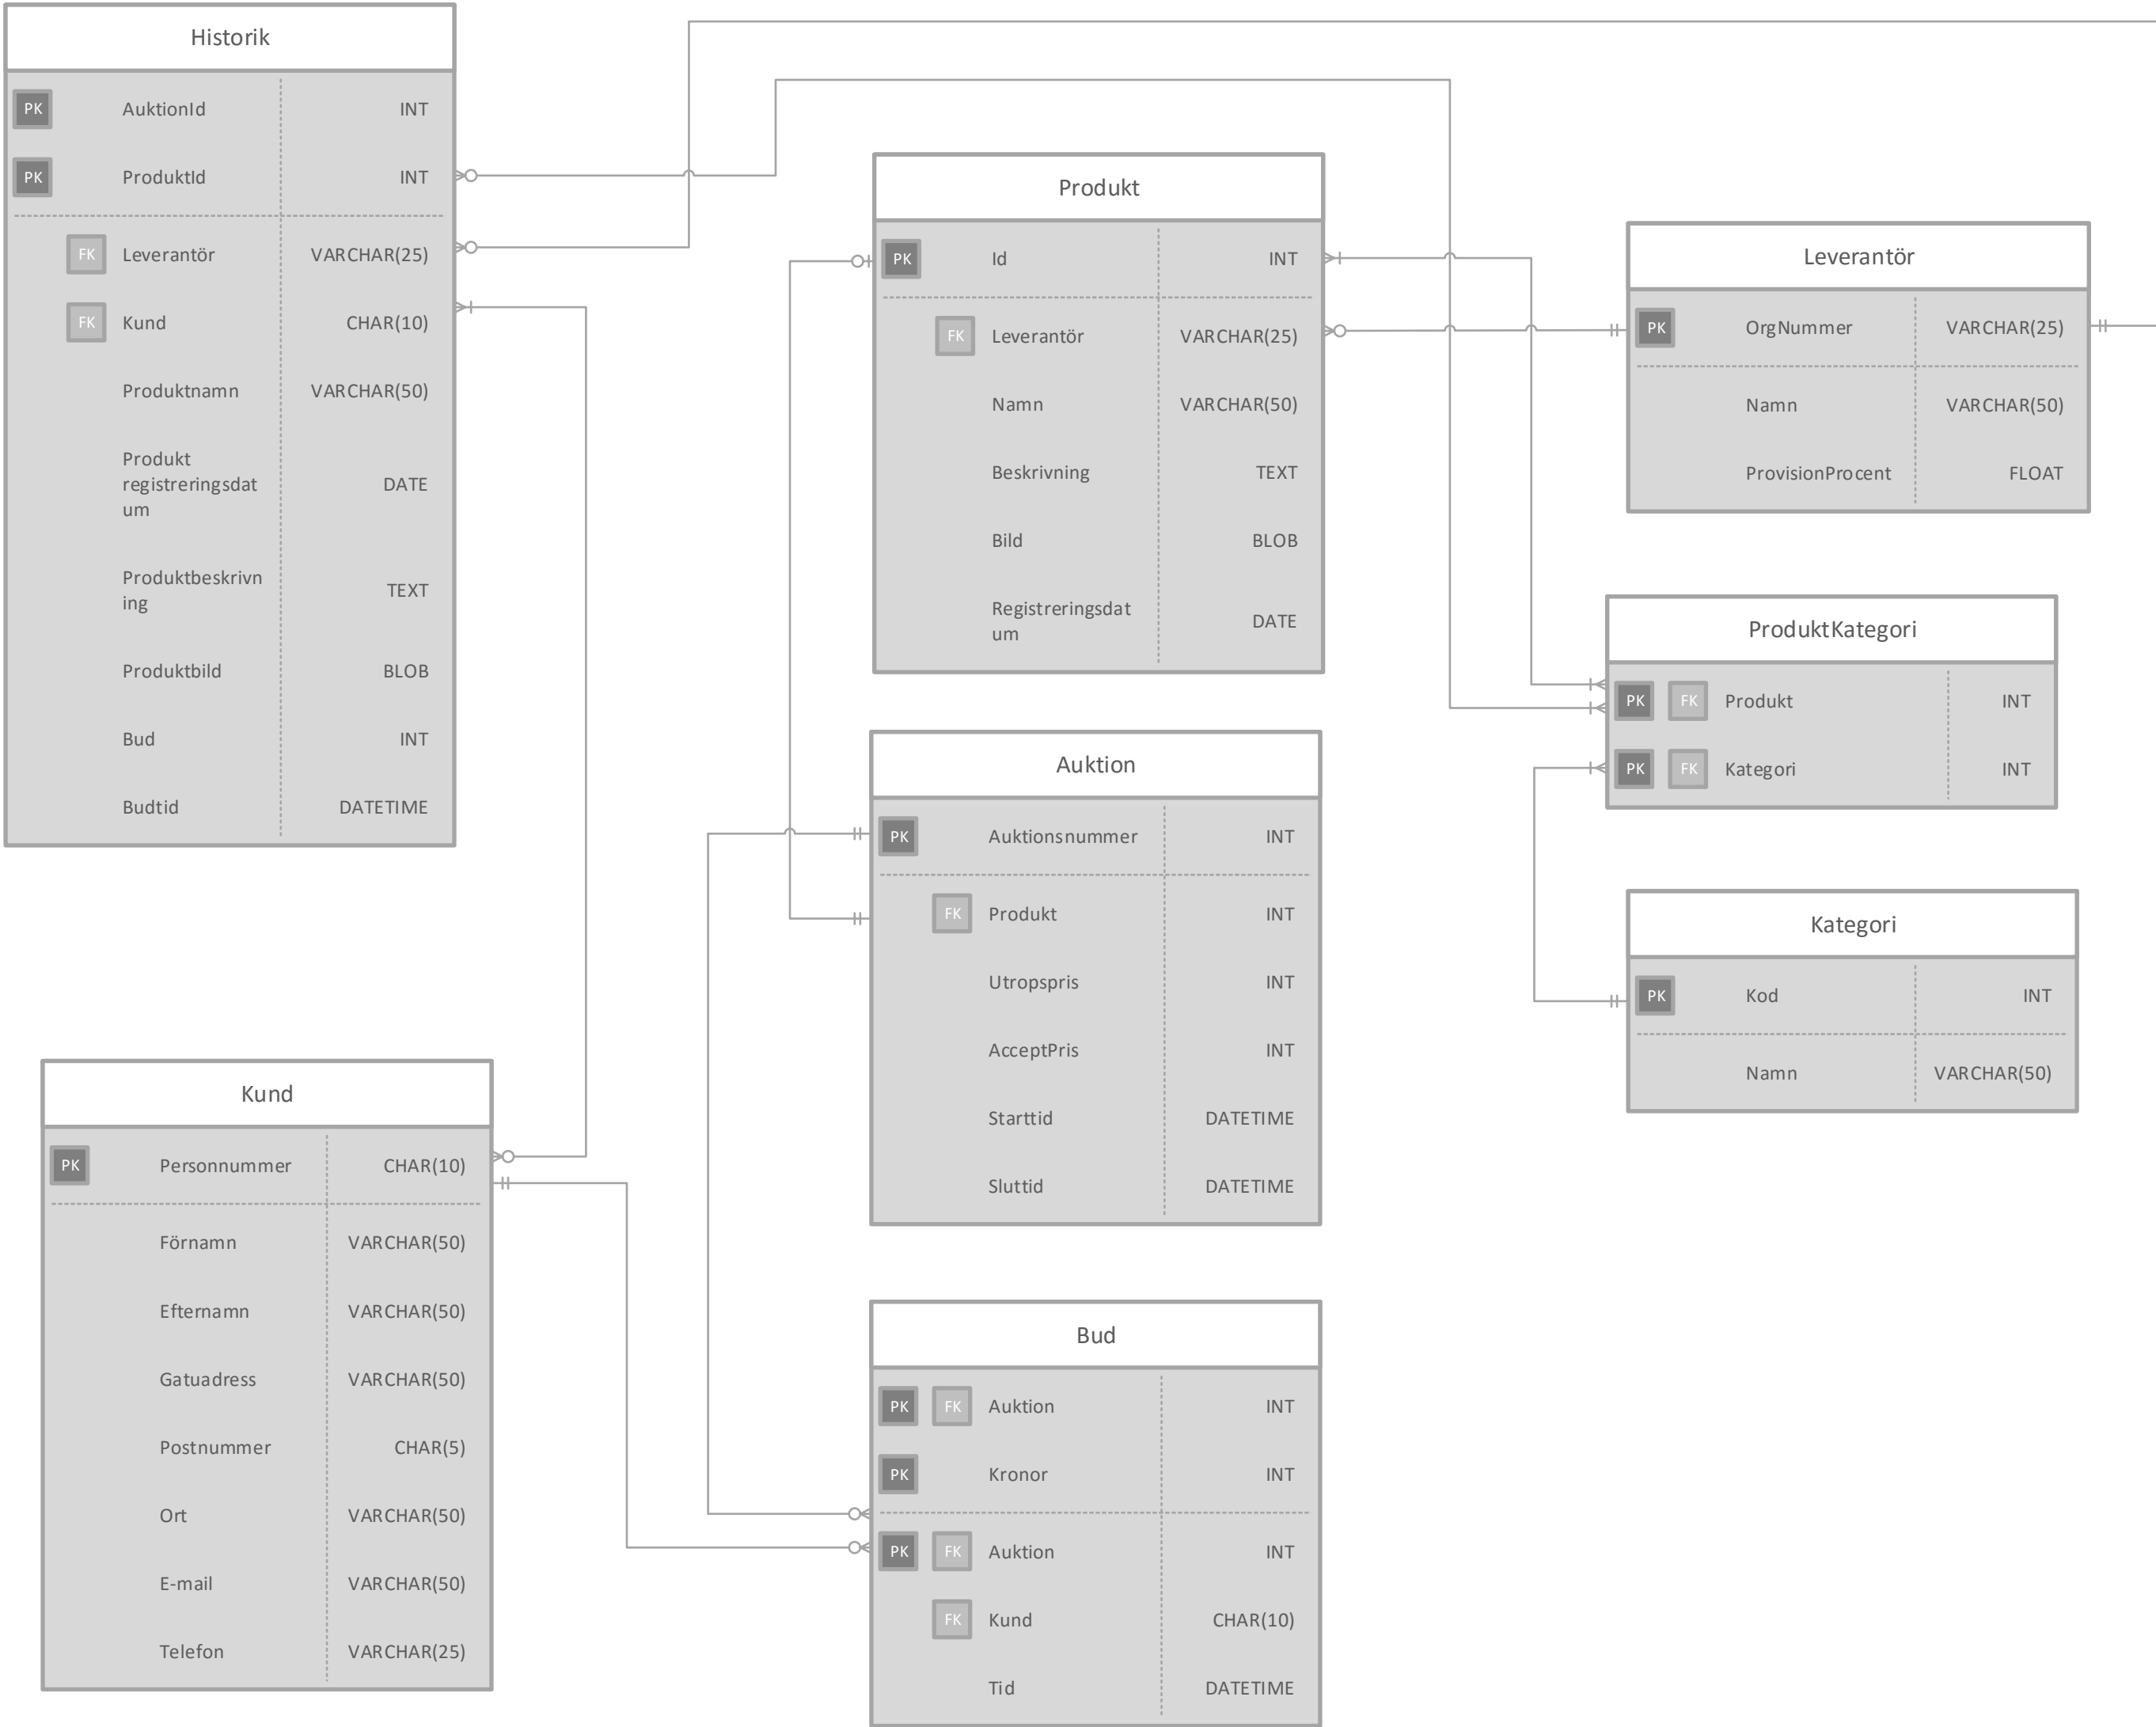 Historik
PK AuktionId INT
PK ProduktId INT
FK Leverantör VARCHAR(25)
FK Kund CHAR(10)
Produktnamn VARCHAR(50)
Produkt
registreringsdat
um
DATE
Produktbeskrivn
ing
TEXT
Produktbild BLOB
Bud INT
Budtid DATETIME
Kund
PK Personnummer CHAR(10)
Förnamn VARCHAR(50)
Efternamn VARCHAR(50)
Gatuadress VARCHAR(50)
Postnummer CHAR(5)
Ort VARCHAR(50)
E-mail VARCHAR(50)
Telefon VARCHAR(25)
Produkt
PK Id INT
FK Leverantör VARCHAR(25)
Namn VARCHAR(50)
Beskrivning TEXT
Bild BLOB
Registreringsdat
um
DATE
Auktion
PK Auktionsnummer INT
FK Produkt INT
Utropspris INT
AcceptPris INT
Starttid DATETIME
Sluttid DATETIME
Bud
PK FK Auktion INT
PK Kronor INT
PK FK Auktion INT
FK Kund CHAR(10)
Tid DATETIME
Leverantör
PK OrgNummer VARCHAR(25)
Namn VARCHAR(50)
ProvisionProcent FLOAT
ProduktKategori
PK FK Produkt INT
PK FK Kategori INT
Kategori
PK Kod INT
Namn VARCHAR(50)